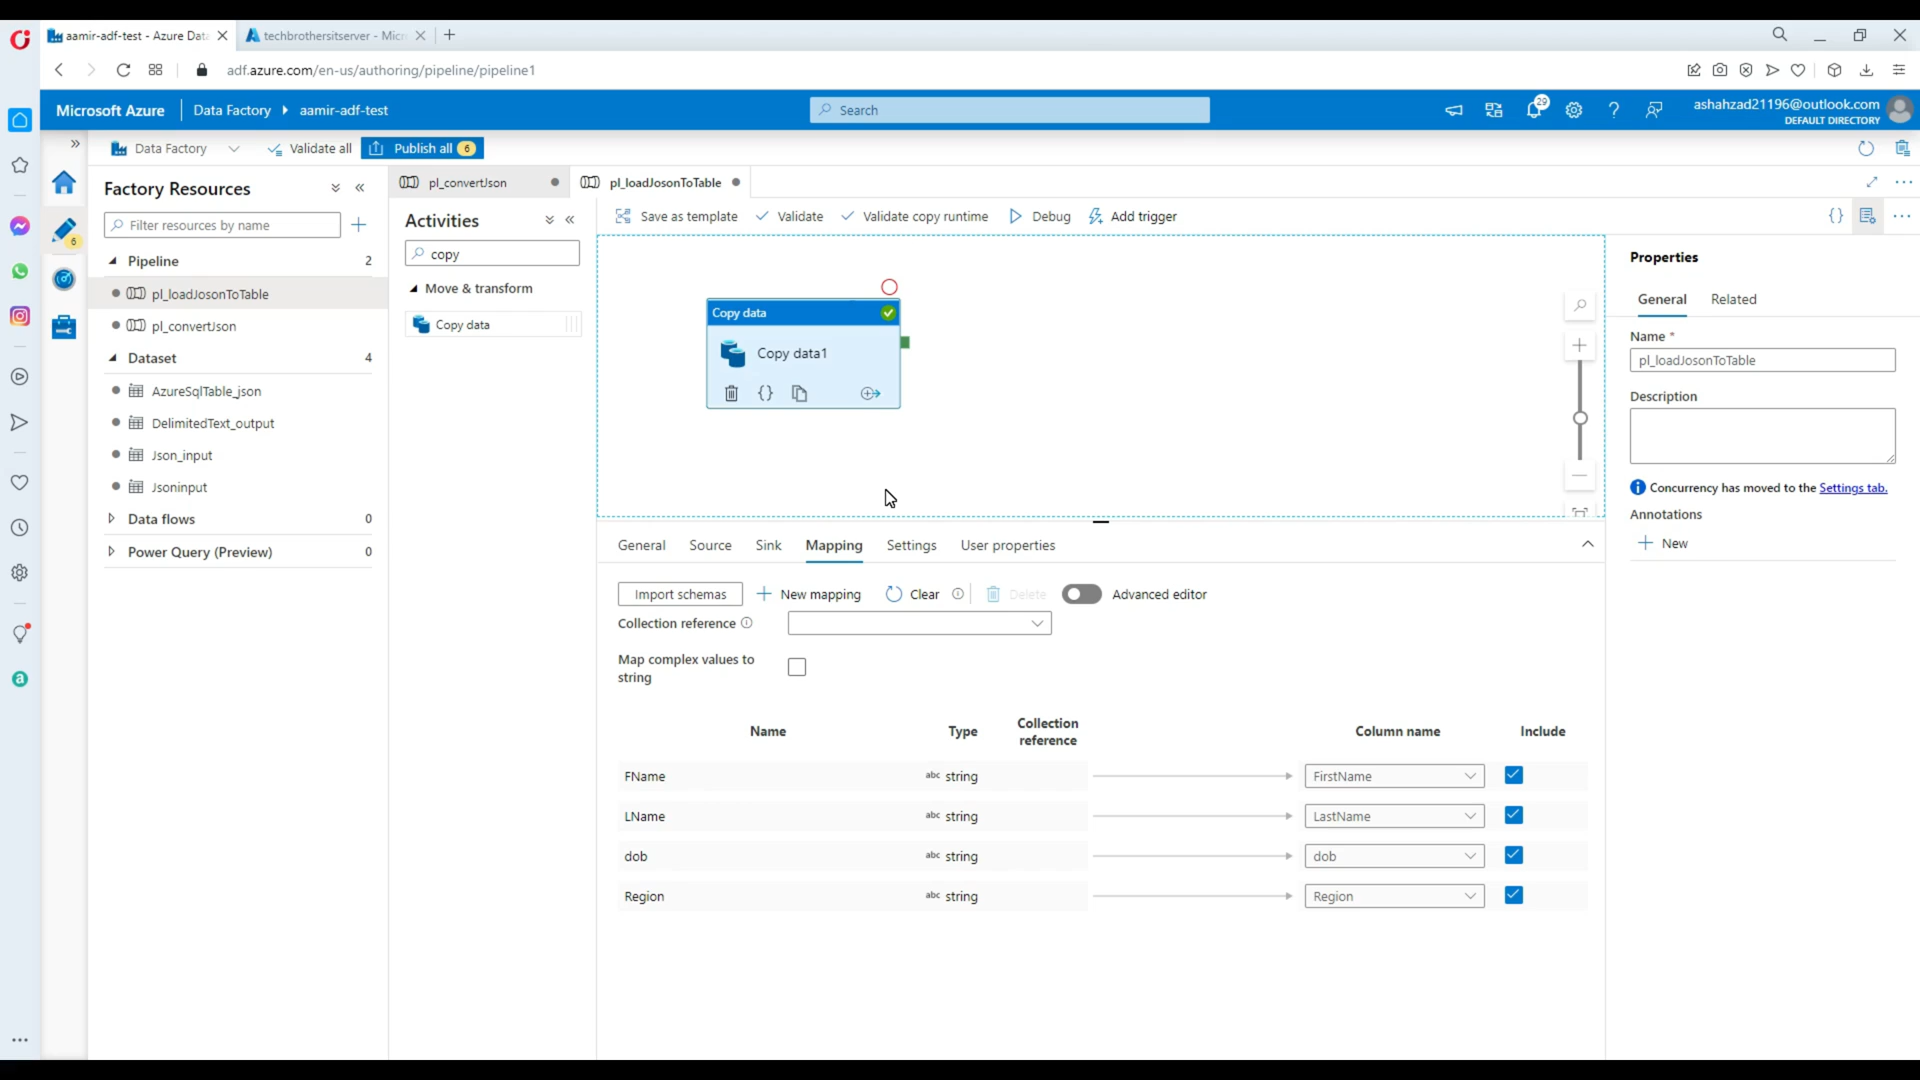 aamir-adf-test - Azure Data
techbrothersitserver - Micr
adf.azure.com/en-us/authoring/pipeline/pipeline1
Microsoft Azure
Data Factory
aamir-adf-test
Search
29
ashahzad21196@outlook.com
DEFAULT DIRECTORY
Data Factory
Validate all
Publish all 6
Factory Resources
Filter resources by name
6
Pipeline 2
pl_loadJosonToTable
pl_convertJson
Dataset 4
AzureSqlTable_json
DelimitedText_output
Json_input
Jsoninput
Data flows 0
Power Query (Preview) 0
pl_convertJson
pl_loadJosonToTable
Activities
copy
Move & transform
Copy data
Save as template
Validate
Validate copy runtime
Debug
Add trigger
Copy data
Copy data1
General
Source
Sink
Mapping
Settings
User properties
Import schemas
New mapping
Clear
Delete
Advanced editor
Collection reference
Map complex values to
string
Name
Type
Collection
reference
Column name
Include
FName abc string FirstName
LName abc string LastName
dob abc string dob
Region abc string Region
Properties
General
Related
Name *
pl_loadJosonToTable
Description
Concurrency has moved to the Settings tab.
Annotations
New